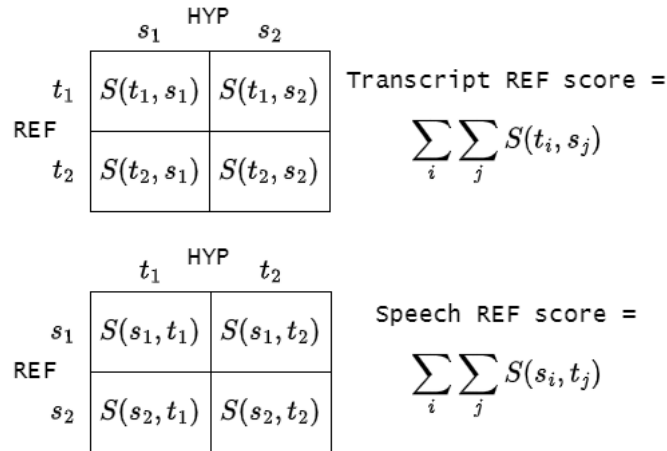 HYP
s₁ s₂
t₁ S(t₁, s₁) S(t₁, s₂) Transcript REF score =
REF ∑ᵢ ∑ⱼ S(tᵢ, sⱼ)
t₂ S(t₂, s₁) S(t₂, s₂)
HYP
t₁ t₂
s₁ S(s₁, t₁) S(s₁, t₂) Speech REF score =
REF ∑ᵢ ∑ⱼ S(sᵢ, tⱼ)
s₂ S(s₂, t₁) S(s₂, t₂)